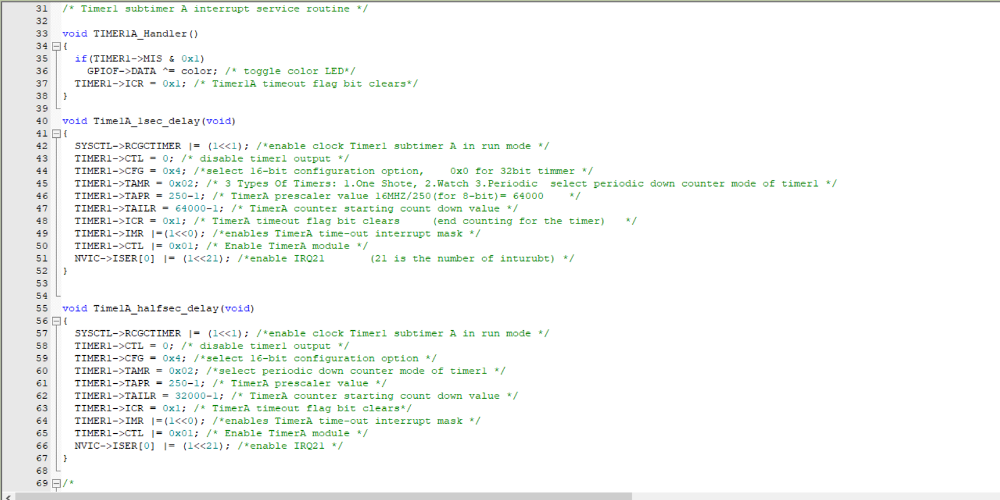 31 /* Timer1 subtimer A interrupt service routine */
32
33 void TIMER1A_Handler()
34 {
35 if(TIMER1->MIS & 0x1)
36 GPIOF->DATA ^= color; /* toggle color LED*/
37 TIMER1->ICR = 0x1; /* Timer1A timeout flag bit clears*/
38 }
39
40 void Time1A_1sec_delay(void)
41 {
42 SYSCTL->RCGCTIMER |= (1<<1); /*enable clock Timer1 subtimer A in run mode */
43 TIMER1->CTL = 0; /* disable timer1 output */
44 TIMER1->CFG = 0x4; /*select 16-bit configuration option, 0x0 for 32bit timmer */
45 TIMER1->TAMR = 0x02; /* 3 Types Of Timers: 1.One Shote, 2.Watch 3.Periodic select periodic down counter mode of timer1 */
46 TIMER1->TAPR = 250-1; /* TimerA prescaler value 16MHZ/250(for 8-bit)= 64000 */
47 TIMER1->TAILR = 64000-1; /* TimerA counter starting count down value */
48 TIMER1->ICR = 0x1; /* TimerA timeout flag bit clears (end counting for the timer) */
49 TIMER1->IMR |=(1<<0); /*enables TimerA time-out interrupt mask */
50 TIMER1->CTL |= 0x01; /* Enable TimerA module */
51 NVIC->ISER[0] |= (1<<21); /*enable IRQ21 (21 is the number of inturubt) */
52 }
53
54
55 void Time1A_halfsec_delay(void)
56 {
57 SYSCTL->RCGCTIMER |= (1<<1); /*enable clock Timer1 subtimer A in run mode */
58 TIMER1->CTL = 0; /* disable timer1 output */
59 TIMER1->CFG = 0x4; /*select 16-bit configuration option */
60 TIMER1->TAMR = 0x02; /*select periodic down counter mode of timer1 */
61 TIMER1->TAPR = 250-1; /* TimerA prescaler value */
62 TIMER1->TAILR = 32000-1; /* TimerA counter starting count down value */
63 TIMER1->ICR = 0x1; /* TimerA timeout flag bit clears*/
64 TIMER1->IMR |=(1<<0); /*enables TimerA time-out interrupt mask */
65 TIMER1->CTL |= 0x01; /* Enable TimerA module */
66 NVIC->ISER[0] |= (1<<21); /*enable IRQ21 */
67 }
68
69 /*